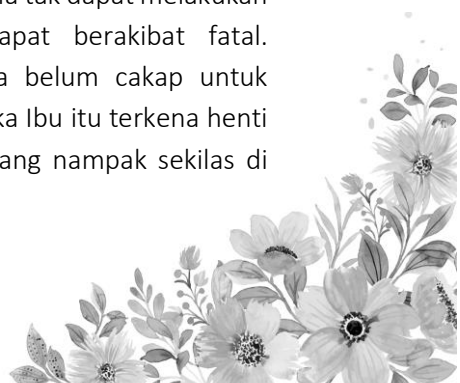 tak dapat melakukan
apat berakibat fatal.
belum cakap untuk
ka Ibu itu terkena henti
ang nampak sekilas di